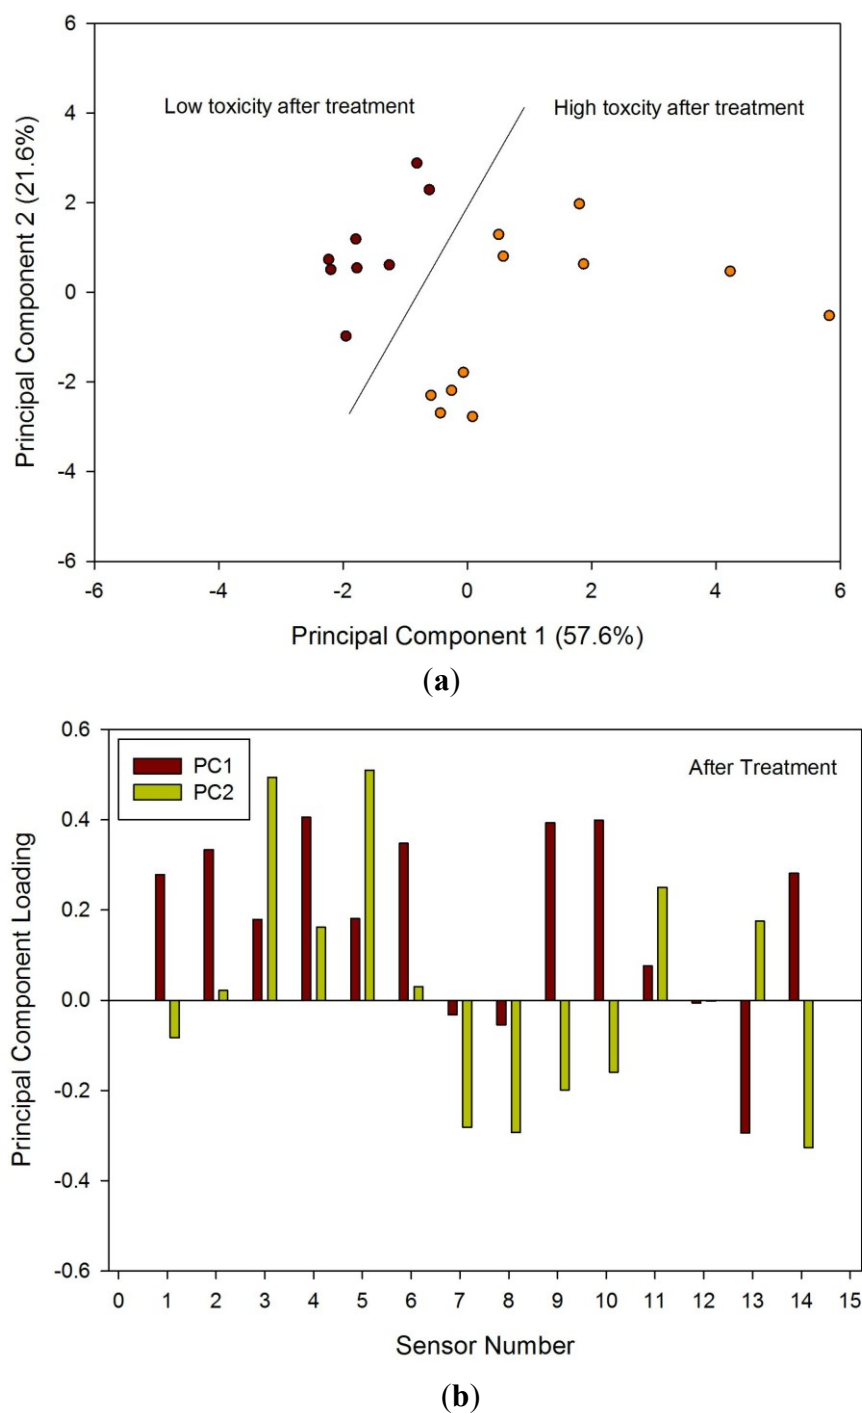 6
4
2
0
-2
-4
-6
Principal Component 2 (21.6%)
Low toxicity after treatment
High toxcity after treatment
-6 -4 -2 0 2 4 6
Principal Component 1 (57.6%)
(a)
0.6
0.4
0.2
0.0
-0.2
-0.4
-0.6
Principal Component Loading
PC1
PC2
After Treatment
0 1 2 3 4 5 6 7 8 9 10 11 12 13 14 15
Sensor Number
(b)